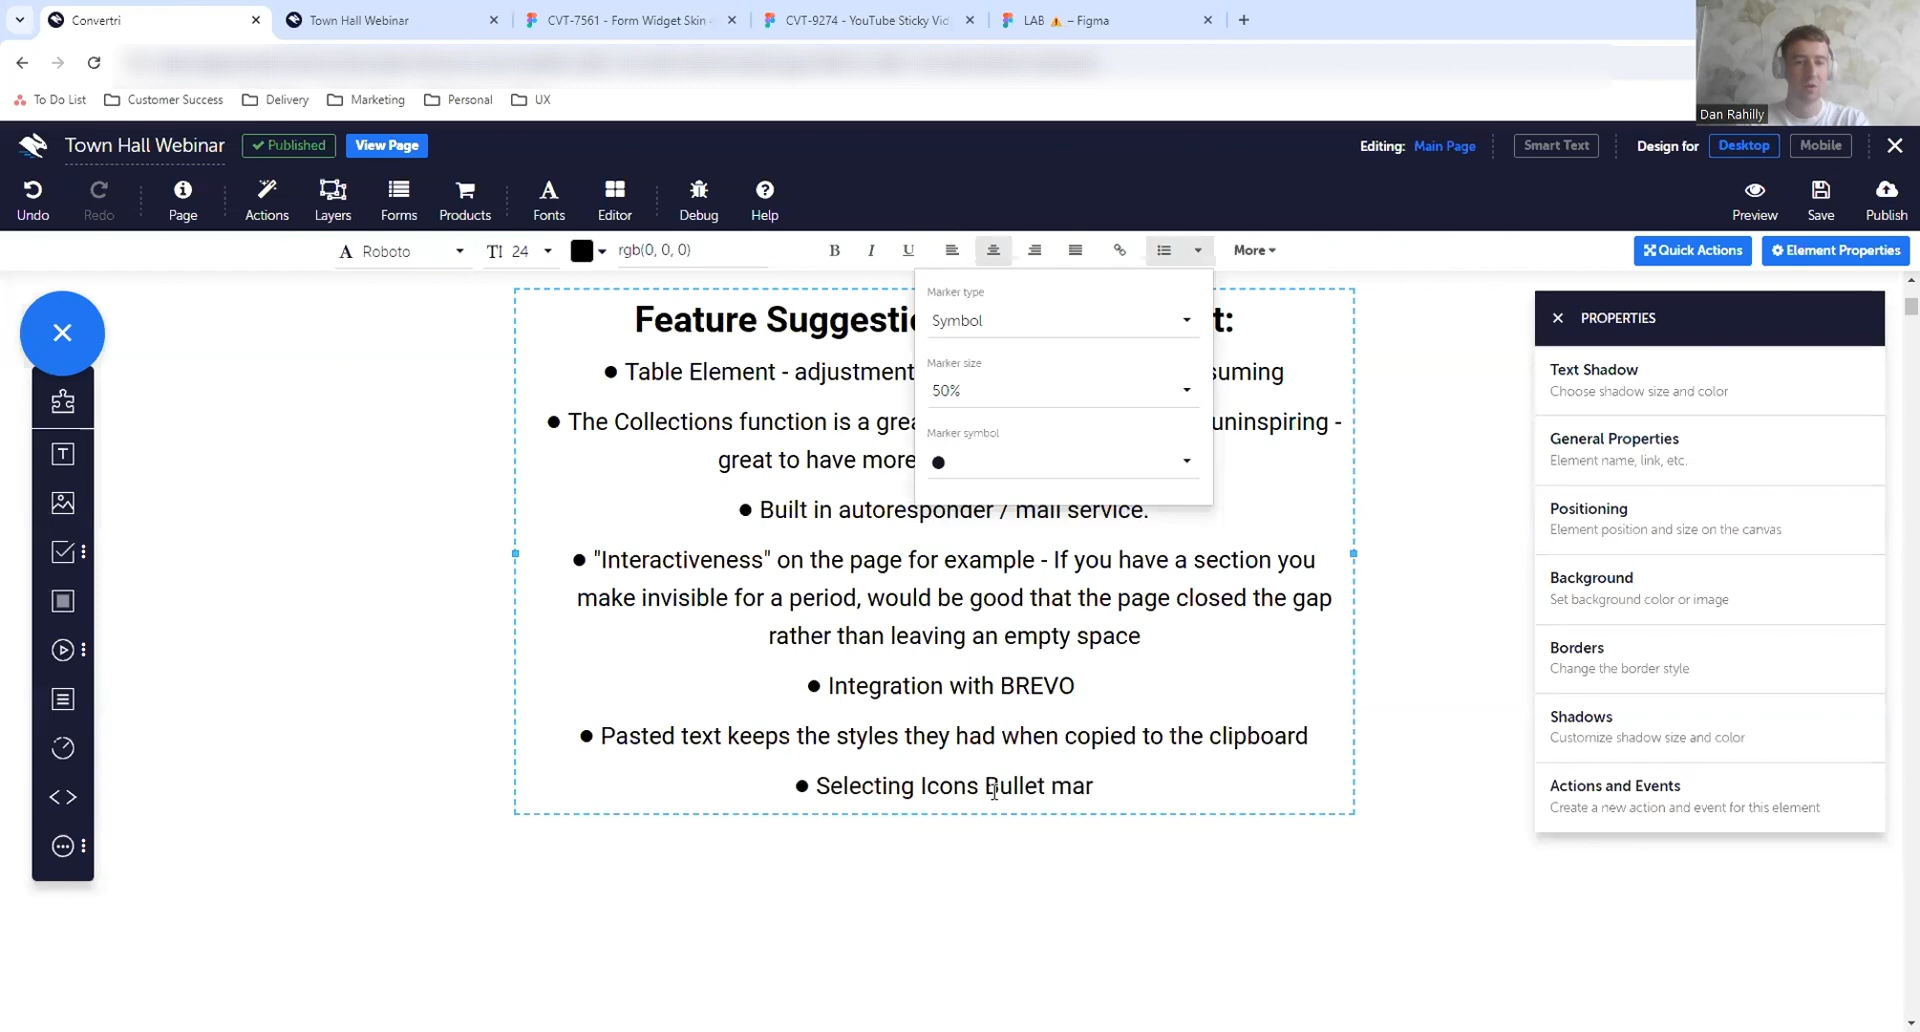 Convertri
Town Hall Webinar
CVT-7561 - Form Widget Skin
CVT-9274 - YouTube Sticky Vid
LAB ⚠ – Figma
To Do List
Customer Success
Delivery
Marketing
Personal
UX
Dan Rahilly
Town Hall Webinar
Published
View Page
Editing: Main Page
Smart Text
Design for
Desktop
Mobile
Undo
Redo
Page
Actions
Layers
Forms
Products
Fonts
Editor
Debug
Help
Preview
Save
Publish
A Roboto
TI 24
rgb(0, 0, 0)
B I U
More
Quick Actions
Element Properties
Marker type
Symbol
Marker size
50%
Marker symbol
●
Feature Suggesti t:
● Table Element - adjustment suming
● The Collections function is a grea uninspiring -
great to have more
● Built in autoresponder / mail service.
● "Interactiveness" on the page for example - If you have a section you
make invisible for a period, would be good that the page closed the gap
rather than leaving an empty space
● Integration with BREVO
● Pasted text keeps the styles they had when copied to the clipboard
● Selecting Icons Bullet mar
PROPERTIES
Text Shadow
Choose shadow size and color
General Properties
Element name, link, etc.
Positioning
Element position and size on the canvas
Background
Set background color or image
Borders
Change the border style
Shadows
Customize shadow size and color
Actions and Events
Create a new action and event for this element